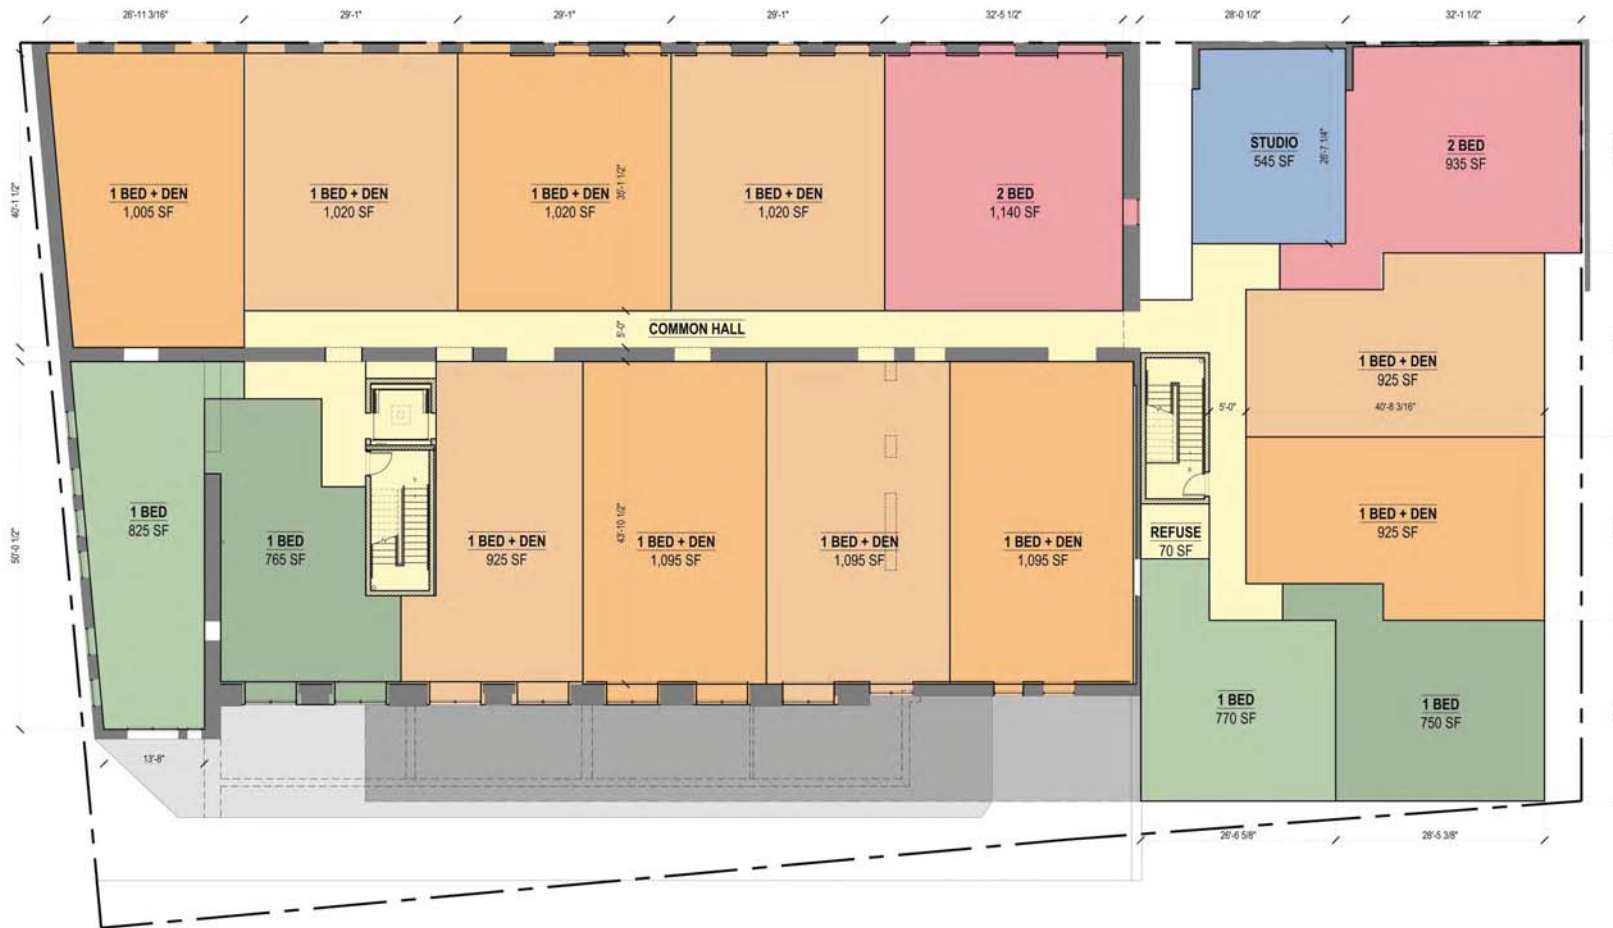 26'-11 3/16"
29'-1"
29'-1"
29'-1"
32'-5 1/2"
28'-0 1/2"
32'-1 1/2"
40'-1 1/2"
1 BED + DEN
1,005 SF
1 BED + DEN
1,020 SF
1 BED + DEN
1,020 SF
35'-1 1/2"
1 BED + DEN
1,020 SF
2 BED
1,140 SF
STUDIO
545 SF
26'-7 1/4"
2 BED
935 SF
5'-0"
COMMON HALL
1 BED + DEN
925 SF
5'-0"
40'-8 3/16"
50'-0 1/2"
1 BED
825 SF
1 BED
765 SF
1 BED + DEN
925 SF
43'-10 1/2"
1 BED + DEN
1,095 SF
1 BED + DEN
1,095 SF
1 BED + DEN
1,095 SF
REFUSE
70 SF
1 BED + DEN
925 SF
1 BED
770 SF
1 BED
750 SF
13'-8"
26'-6 5/8"
28'-5 3/8"